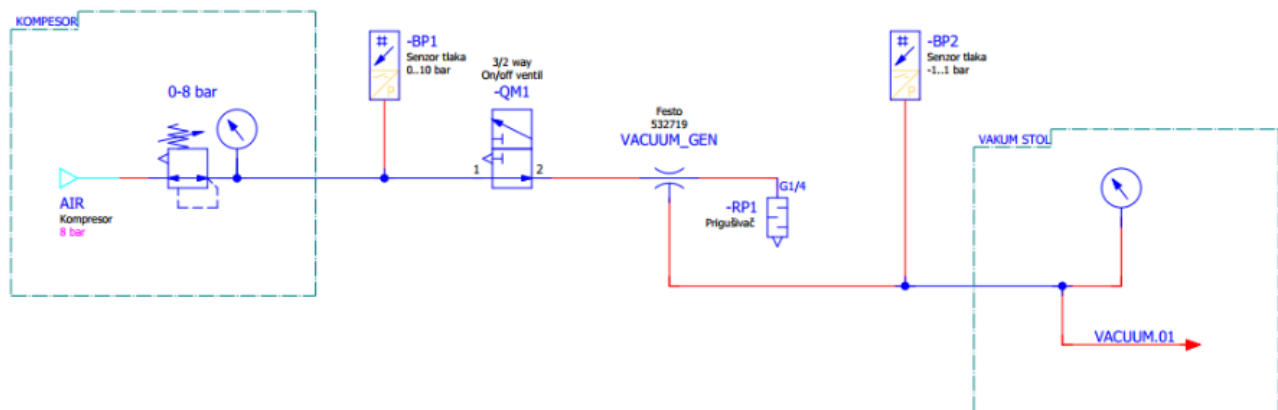 KOMPESOR
0-8 bar
AIR
Kompresor
8 bar
#
-BP1
Senzor tlaka
0..10 bar
P
3/2 way
On/off ventil
-QM1
1
2
Festo
532719
VACUUM_GEN
G1/4
-RP1
Prigušivač
#
-BP2
Senzor tlaka
-1..1 bar
P
VAKUM STOL
VACUUM.01